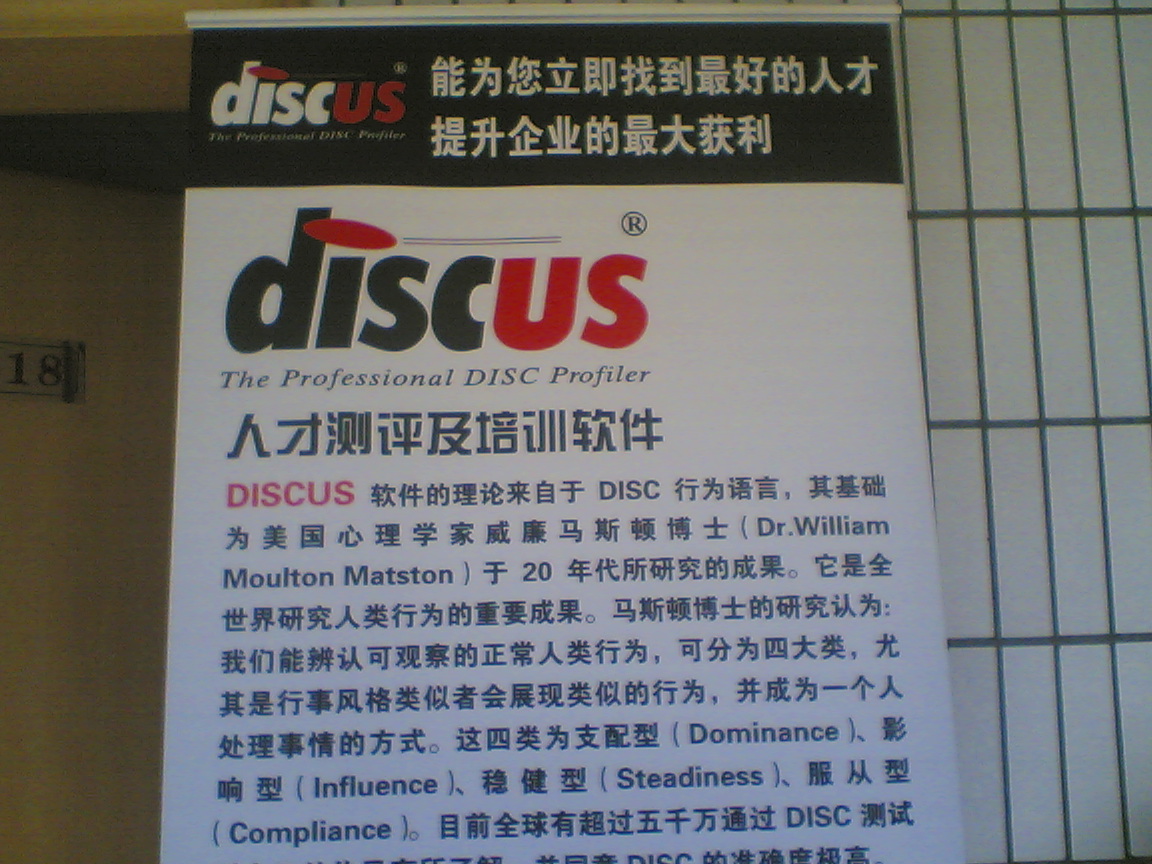 discus®
The Professional DISC Profiler
能为您立即找到最好的人才
提升企业的最大获利
discus®
The Professional DISC Profiler
18
人才测评及培训软件
DISCUS 软件的理论来自于 DISC 行为语言，其基础
为美国心理学家威廉马斯顿博士（Dr.William
Moulton Matston）于 20 年代所研究的成果。它是全
世界研究人类行为的重要成果。马斯顿博士的研究认为:
我们能辨认可观察的正常人类行为，可分为四大类，尤
其是行事风格类似者会展现类似的行为，并成为一个人
处理事情的方式。这四类为支配型（Dominance）、影
响型（Influence）、稳健型（Steadiness）、服从型
（Compliance）。目前全球有超过五千万通过 DISC 测试
DISC 的准确度极高。